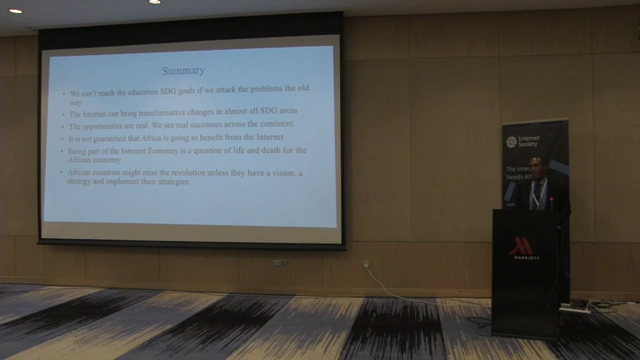 Summary
• We can't reach the education SDG goals if we attack the problems the old
way
• The Internet can bring transformative changes in almost all SDG areas
• The opportunities are real. We see real successes across the continent.
• It is not guaranteed that Africa is going to benefit from the Internet
• Being part of the Internet Economy is a question of life and death for the
African economy
• African countries might miss the revolution unless they have a vision, a
strategy and implement their strategies
Internet
Society
The
Needs
MARRIOTT